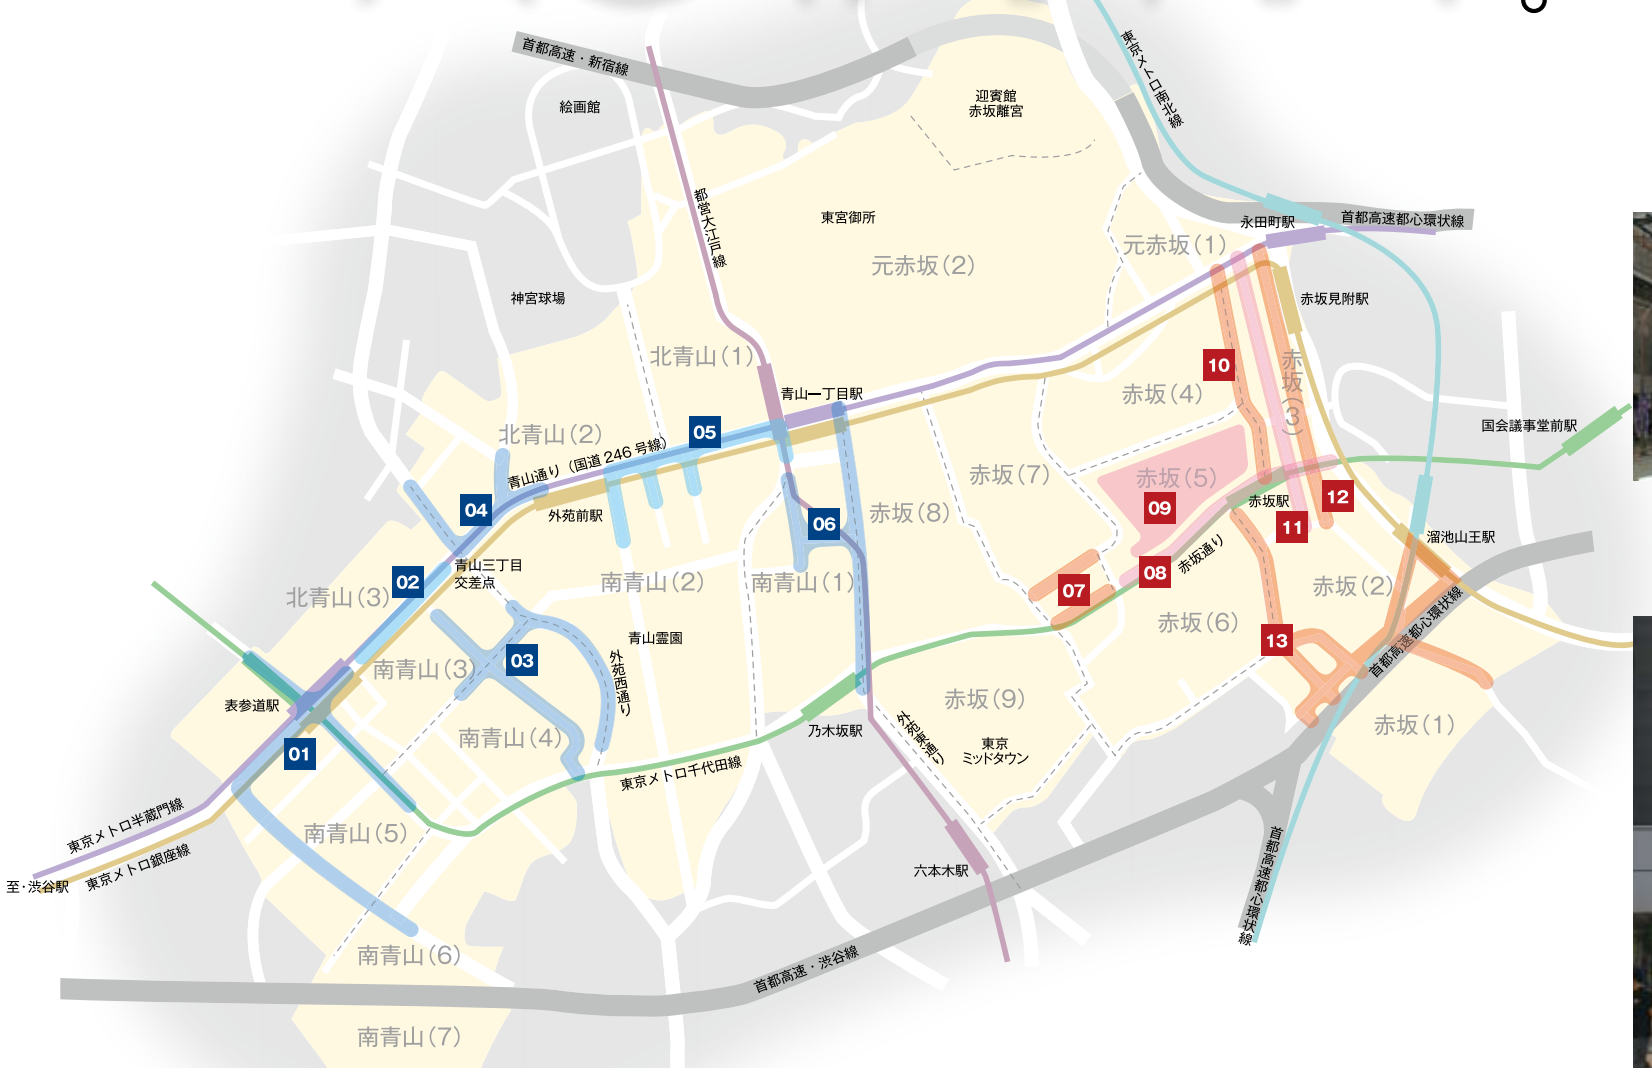 首都高速・新宿線
絵画館
迎賓館
赤坂離宮
東京メトロ南北線
都営大江戸線
東宮御所
元赤坂(2)
元赤坂(1)
永田町駅
首都高速都心環状線
神宮球場
赤坂見附駅
北青山(1)
青山一丁目駅
10
赤坂(3)
赤坂(4)
国会議事堂前駅
北青山(2)
05
青山通り(国道246号線)
赤坂(7)
赤坂(5)
04
外苑前駅
06
赤坂(8)
09
赤坂駅
12
11
溜池山王駅
青山三丁目
交差点
02
北青山(3)
南青山(2)
南青山(1)
赤坂通り
08
07
赤坂(2)
赤坂(6)
13
首都高速都心環状線
青山霊園
03
外苑西通り
南青山(3)
表参道駅
赤坂(9)
赤坂(1)
01
南青山(4)
乃木坂駅
外苑東通り
東京
ミッドタウン
東京メトロ千代田線
東京メトロ半蔵門線
東京メトロ銀座線
至・渋谷駅
南青山(5)
六本木駅
首都高速都心環状線
南青山(6)
首都高速・渋谷線
南青山(7)